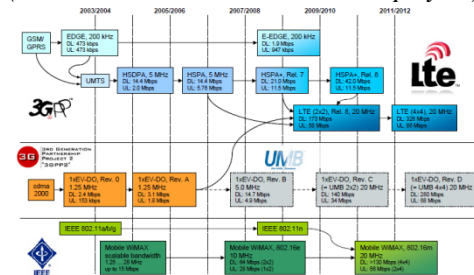 2003/2004
2005/2006
2007/2008
2009/2010
2011/2012
GSM/
GPRS
EDGE, 200 kHz
DL: 473 kbps
UL: 473 kbps
E-EDGE, 200 kHz
DL: 1.9 Mbps
UL: 947 kbps
UMTS
HSDPA, 5 MHz
DL: 14.4 Mbps
UL: 2.0 Mbps
HSPA, 5 MHz
DL: 14.4 Mbps
UL: 5.76 Mbps
HSPA+, Rel. 7
DL: 21.0 Mbps
UL: 11.5 Mbps
HSPA+, Rel. 8
DL: 42.0 Mbps
UL: 11.5 Mbps
Lte
3GPP
LTE (2x2), Rel. 8, 20 MHz
DL: 173 Mbps
UL: 58 Mbps
LTE (4x4), 20 MHz
DL: 326 Mbps
UL: 86 Mbps
3G
3RD GENERATION
PARTNERSHIP
PROJECT 2
"3GPP2"
UMB
cdma
2000
1xEV-DO, Rev. 0
1.25 MHz
DL: 2.4 Mbps
UL: 153 kbps
1xEV-DO, Rev. A
1.25 MHz
DL: 3.1 Mbps
UL: 1.8 Mbps
1xEV-DO, Rev. B
5.0 MHz
DL: 14.7 Mbps
UL: 4.9 Mbps
1xEV-DO, Rev. C
(= UMB 2x2) 20 MHz
DL: 140 Mbps
UL: 34 Mbps
1xEV-DO, Rev. D
(= UMB 4x4) 20 MHz
DL: 280 Mbps
UL: 68 Mbps
IEEE 802.11a/b/g
IEEE 802.11n
IEEE
Mobile WiMAX
scalable bandwidth
1.25 … 28 MHz
up to 15 Mbps
Mobile WiMAX, 802.16e
10 MHz
DL: 64 Mbps (2x2)
UL: 28 Mbps (1x2)
Mobile WiMAX, 802.16m
20 MHz
DL: >130 Mbps (4x4)
UL: 56 Mbps (2x4)